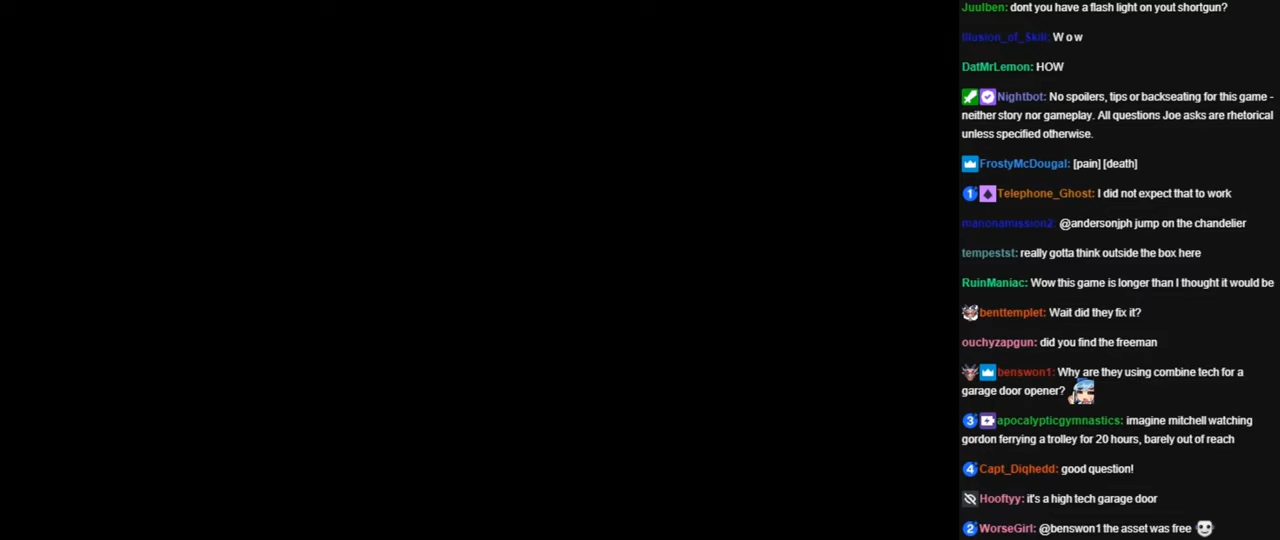 Juulben: dont you have a flash light on yout shortgun?
Illusion_of_Skill: W o w
DatMrLemon: HOW
Nightbot: No spoilers, tips or backseating for this game -
neither story nor gameplay. All questions Joe asks are rhetorical
unless specified otherwise.
FrostyMcDougal: [pain] [death]
1 Telephone_Ghost: I did not expect that to work
manonamission2: @andersonjph jump on the chandelier
tempestst: really gotta think outside the box here
RuinManiac: Wow this game is longer than I thought it would be
benttemplet: Wait did they fix it?
ouchyzapgun: did you find the freeman
benswon1: Why are they using combine tech for a
garage door opener?
3 apocalypticgymnastics: imagine mitchell watching
gordon ferrying a trolley for 20 hours, barely out of reach
4 Capt_Diqhedd: good question!
Hooftyy: it's a high tech garage door
2 WorseGirl: @benswon1 the asset was free